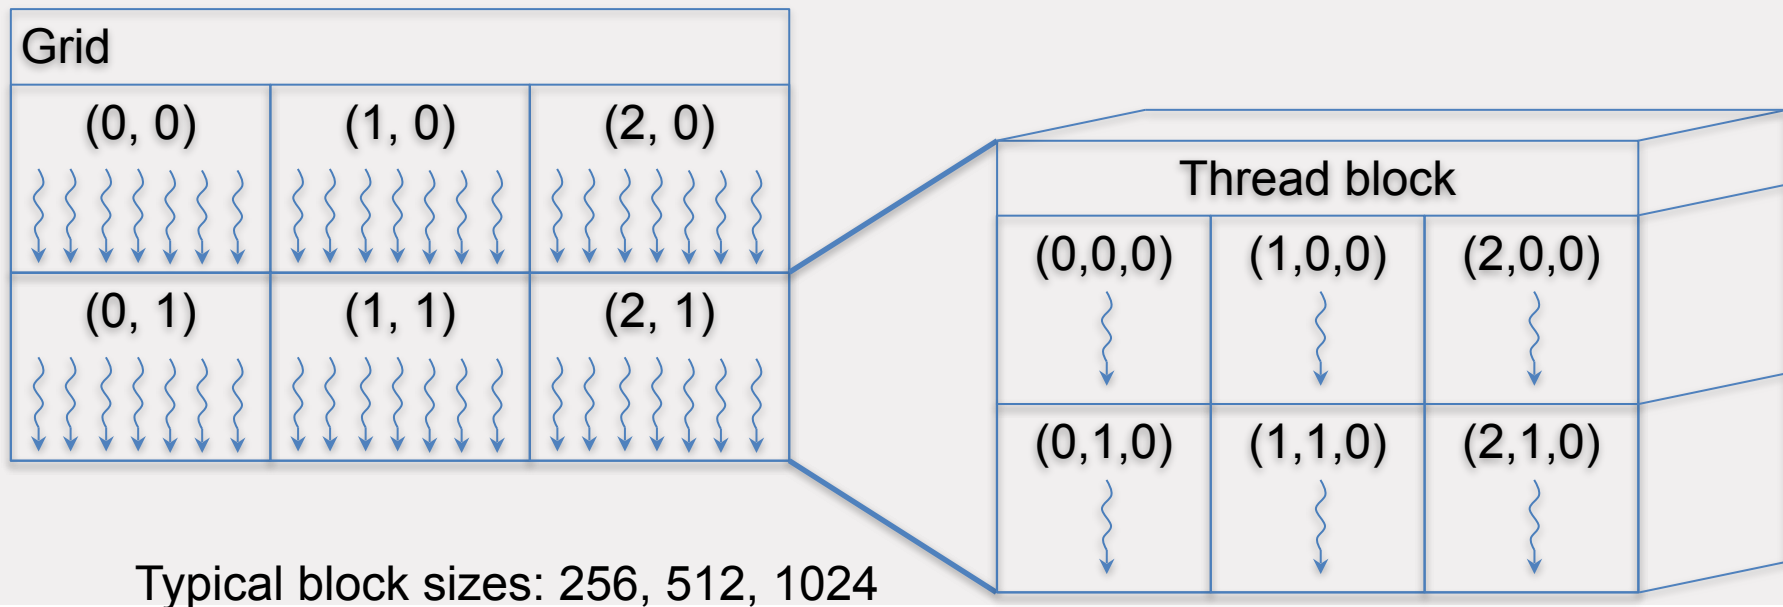 Grid
(0, 0) (1, 0) (2, 0)
(0, 1) (1, 1) (2, 1)
Thread block
(0,0,0) (1,0,0) (2,0,0)
(0,1,0) (1,1,0) (2,1,0)
Typical block sizes: 256, 512, 1024